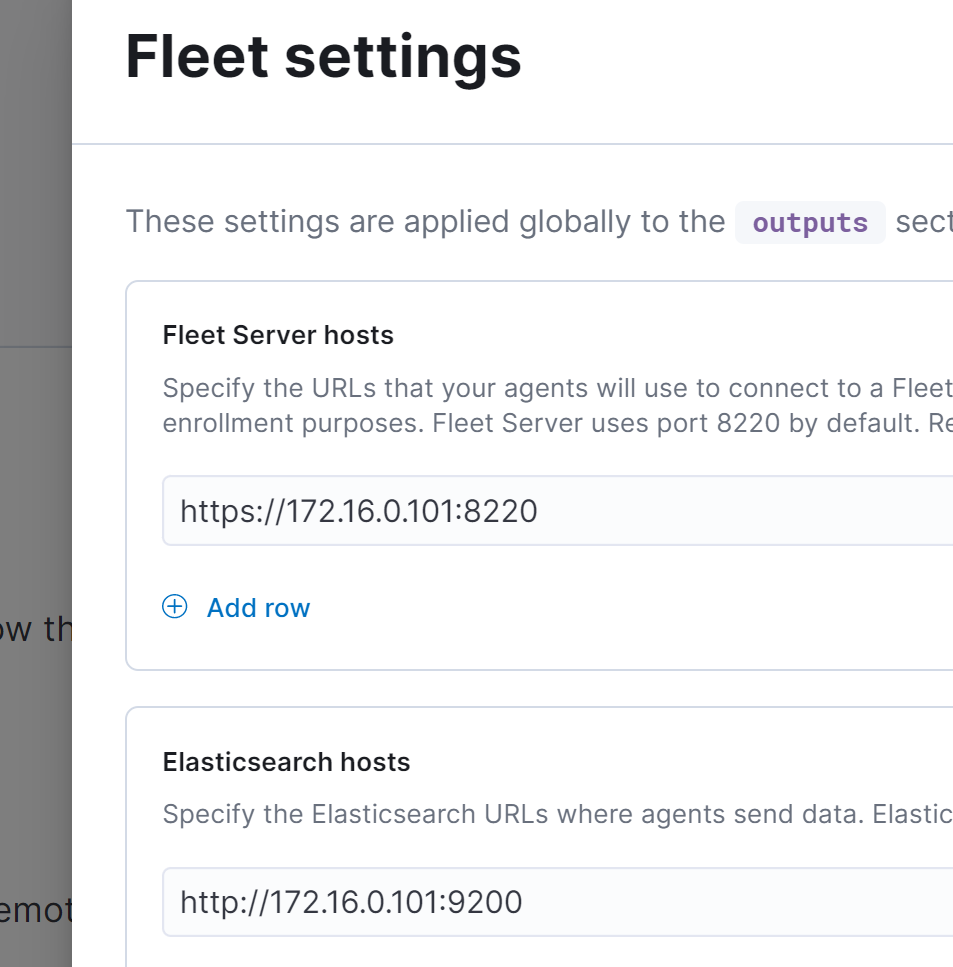 Fleet settings
These settings are applied globally to the outputs sect
Fleet Server hosts
Specify the URLs that your agents will use to connect to a Fleet
enrollment purposes. Fleet Server uses port 8220 by default. Re
https://172.16.0.101:8220
Add row
ow th
Elasticsearch hosts
Specify the Elasticsearch URLs where agents send data. Elastic
http://172.16.0.101:9200
emot